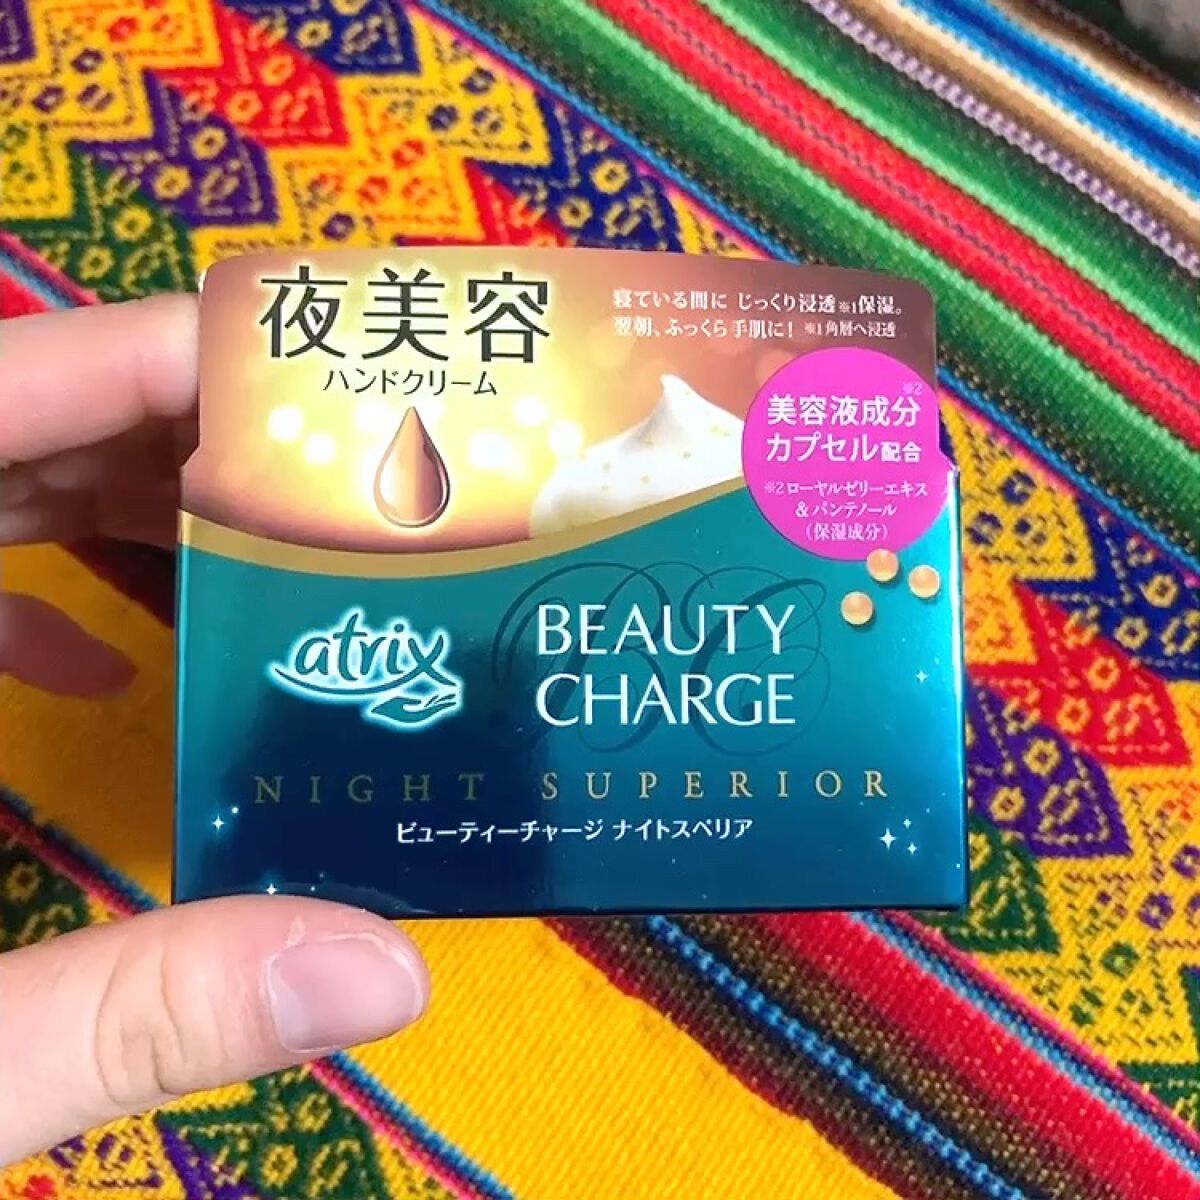 夜美容
ハンドクリーム
寝ている間に じっくり浸透※1保湿。
翌朝、ふっくら手肌に! ※1角層へ浸透
美容液成分※2
カプセル配合
※2ローヤルゼリーエキス
&パンテノール
(保湿成分)
atrix
BEAUTY
CHARGE
NIGHT SUPERIOR
ビューティーチャージ ナイトスペリア